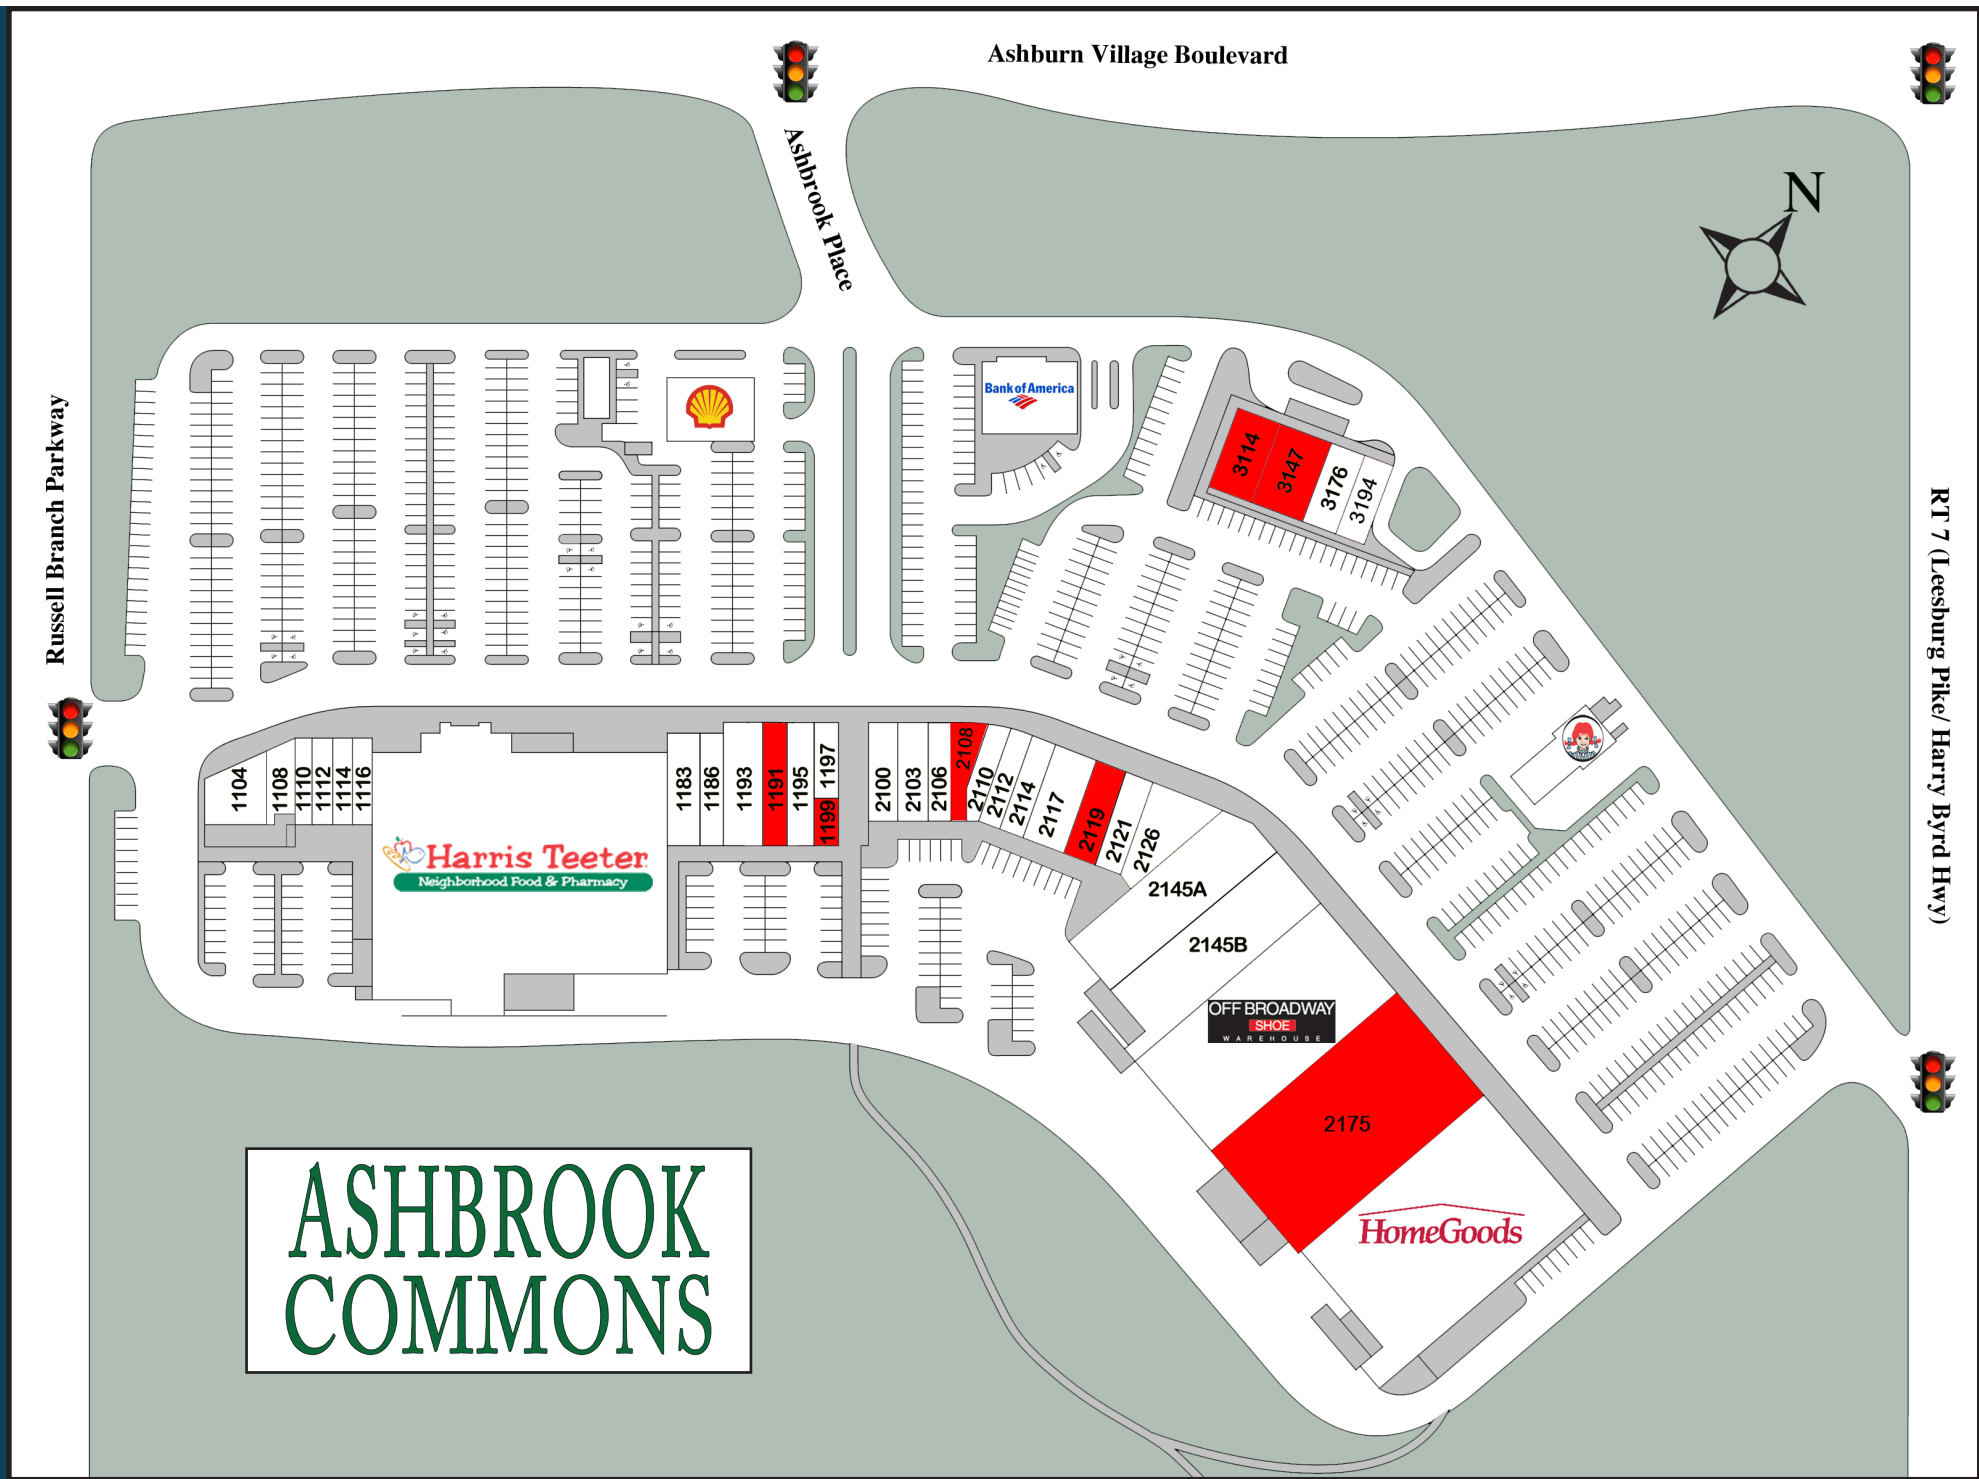 Ashburn Village Boulevard
Ashbrook Place
N
Russell Branch Parkway
RT 7 (Leesburg Pike/ Harry Byrd Hwy)
Bank of America
3114
3147
3176
3194
1104
1108
1110
1112
1114
1116
Harris Teeter
Neighborhood Food & Pharmacy
1183
1186
1193
1191
1195
1197
1199
2100
2103
2106
2108
2110
2112
2114
2117
2119
2121
2126
2145A
2145B
OFF BROADWAY
SHOE
WAREHOUSE
2175
HomeGoods
ASHBROOK
COMMONS